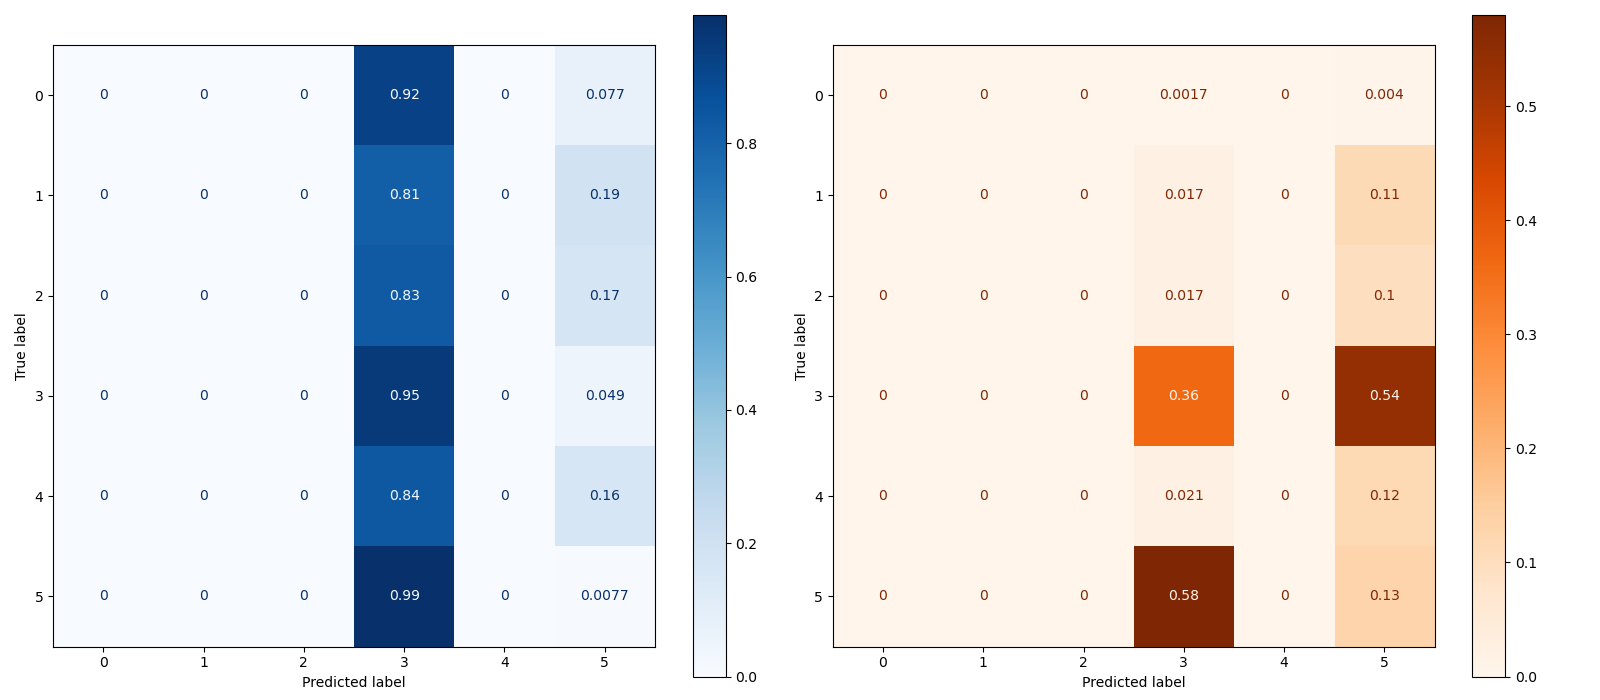 0 0 0 0 0.92 0 0.077
1 0 0 0 0.81 0 0.19
2 0 0 0 0.83 0 0.17
3 0 0 0 0.95 0 0.049
4 0 0 0 0.84 0 0.16
5 0 0 0 0.99 0 0.0077
0 1 2 3 4 5
Predicted label
True label
0.8
0.6
0.4
0.2
0.0
0 0 0 0 0.0017 0 0.004
1 0 0 0 0.017 0 0.11
2 0 0 0 0.017 0 0.1
3 0 0 0 0.36 0 0.54
4 0 0 0 0.021 0 0.12
5 0 0 0 0.58 0 0.13
0 1 2 3 4 5
Predicted label
True label
0.5
0.4
0.3
0.2
0.1
0.0